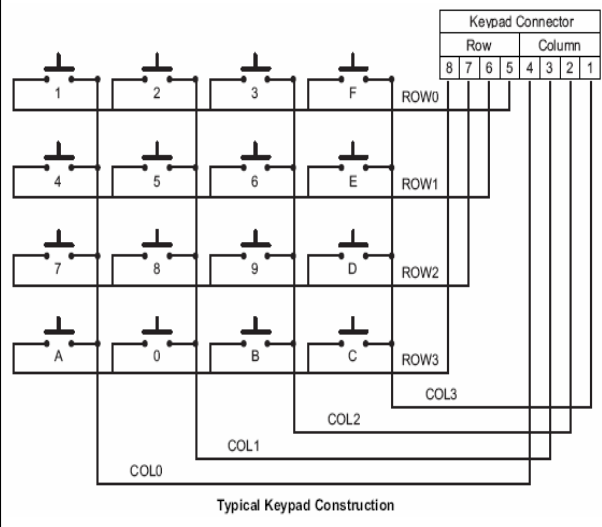 Keypad Connector
Row Column
8 7 6 5 4 3 2 1
1 2 3 F
ROW0
4 5 6 E
ROW1
7 8 9 D
ROW2
A 0 B C
ROW3
COL3
COL2
COL1
COL0
Typical Keypad Construction